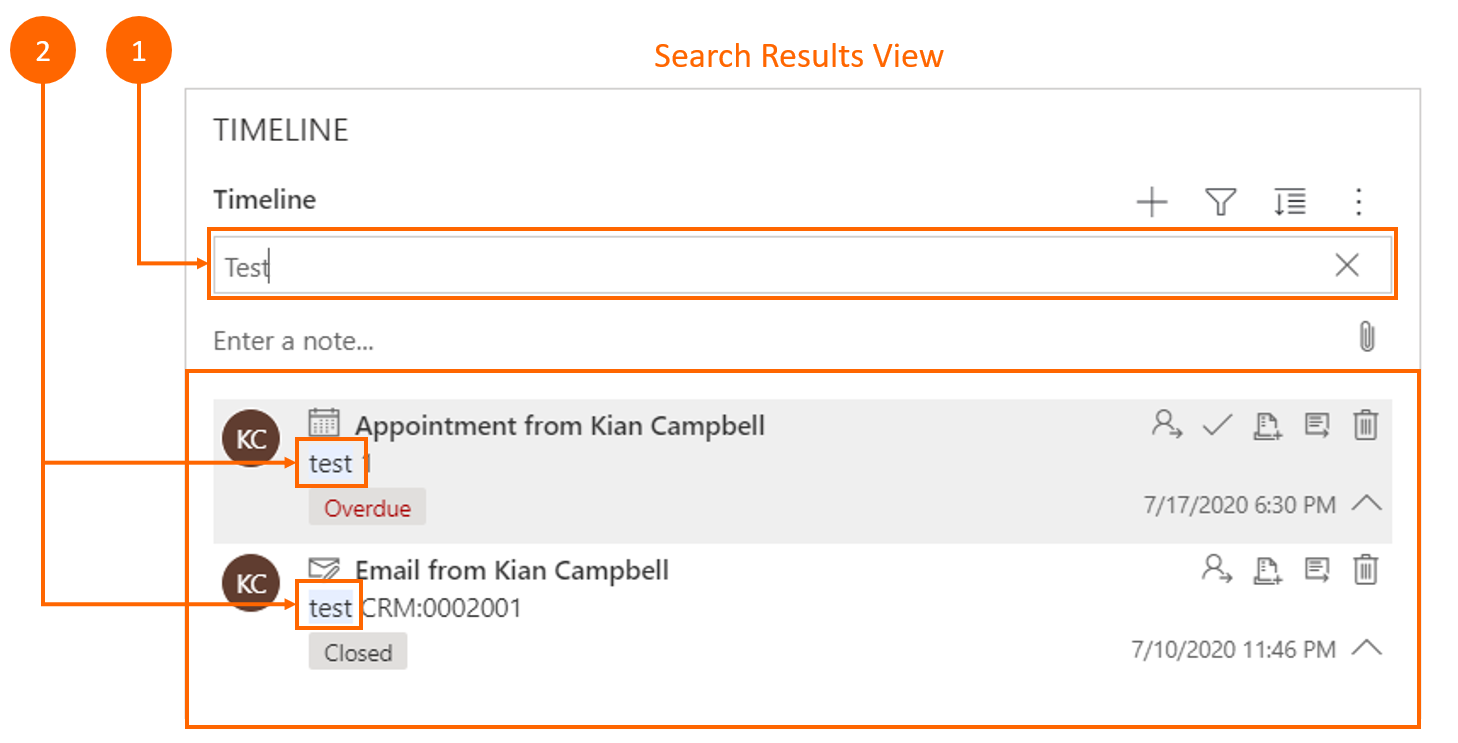 2 1
Search Results View
TIMELINE
Timeline
Test
Enter a note...
KC Appointment from Kian Campbell
test 1
Overdue 7/17/2020 6:30 PM
KC Email from Kian Campbell
test CRM:0002001
Closed 7/10/2020 11:46 PM